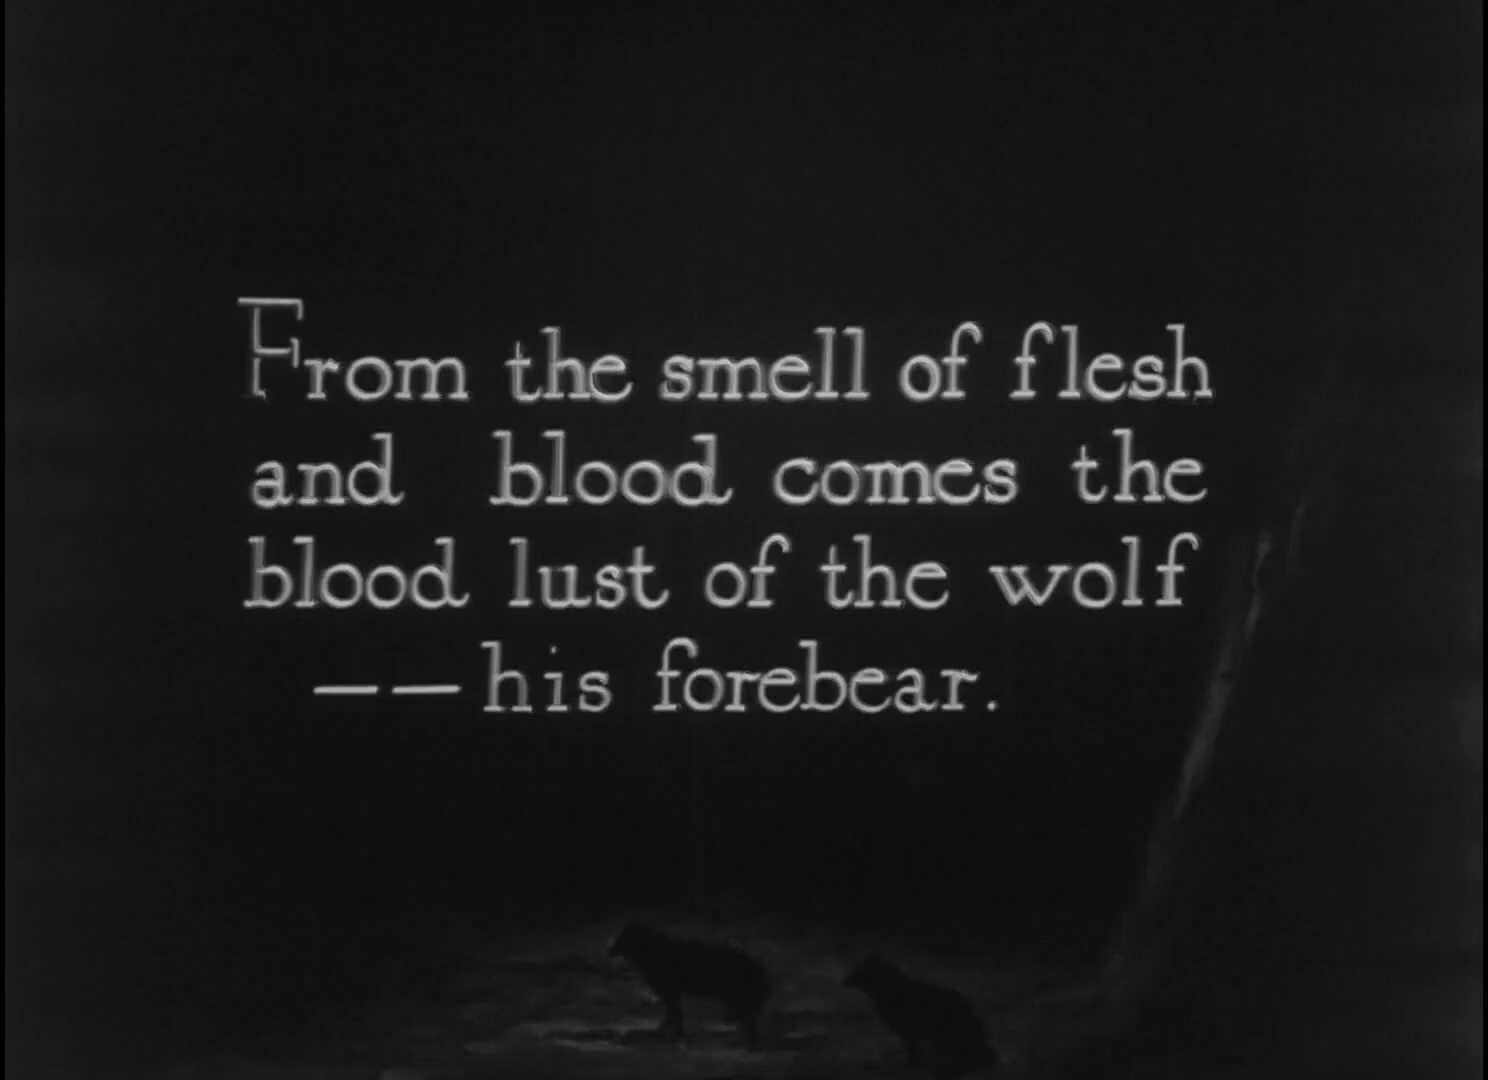 From the smell of flesh
and blood comes the
blood lust of the wolf
——his forebear.